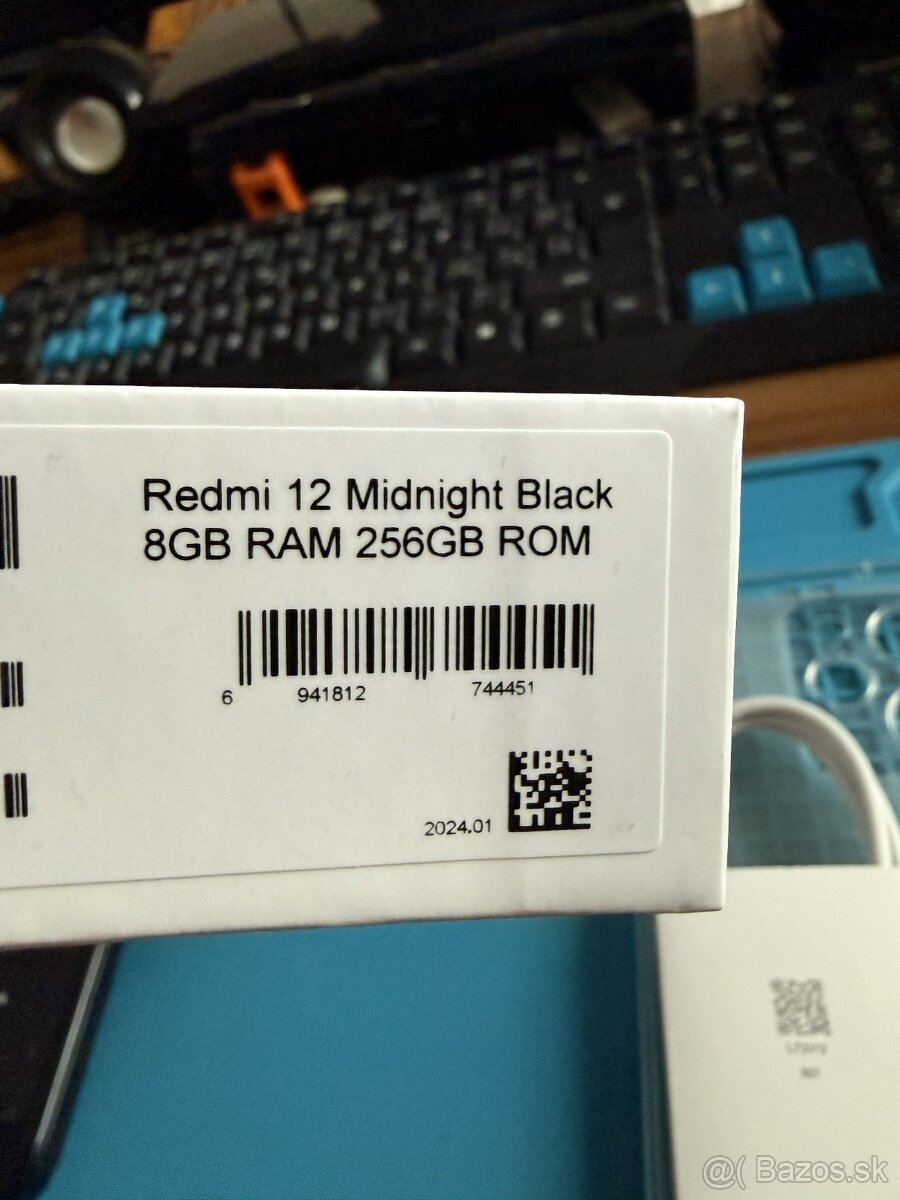 Redmi 12 Midnight Black
8GB RAM 256GB ROM
6 941812 744451
2024.01
@( Bazos.sk